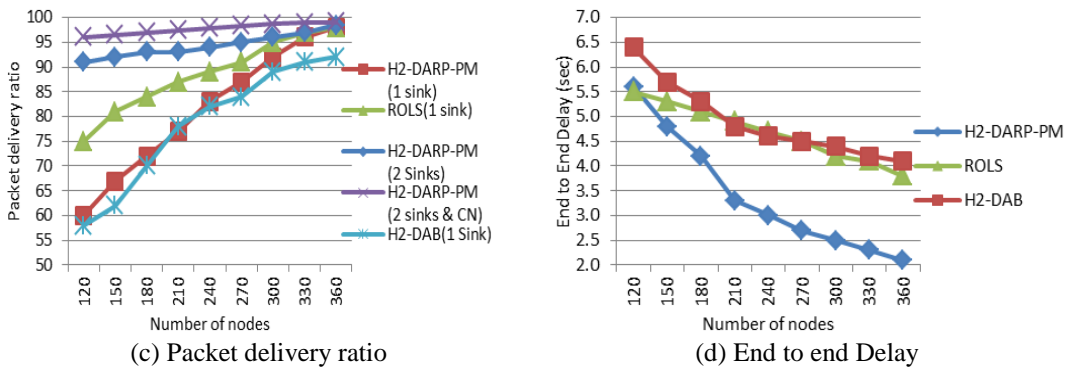 Packet delivery ratio
100
95
90
85
80
75
70
65
60
55
50
120
150
180
210
240
270
300
330
360
Number of nodes
H2-DARP-PM
(1 sink)
ROLS(1 sink)
H2-DARP-PM
(2 Sinks)
H2-DARP-PM
(2 sinks & CN)
H2-DAB(1 Sink)
(c) Packet delivery ratio
End to End Delay (sec)
7.0
6.5
6.0
5.5
5.0
4.5
4.0
3.5
3.0
2.5
2.0
120
150
180
210
240
270
300
330
360
Number of nodes
H2-DARP-PM
ROLS
H2-DAB
(d) End to end Delay